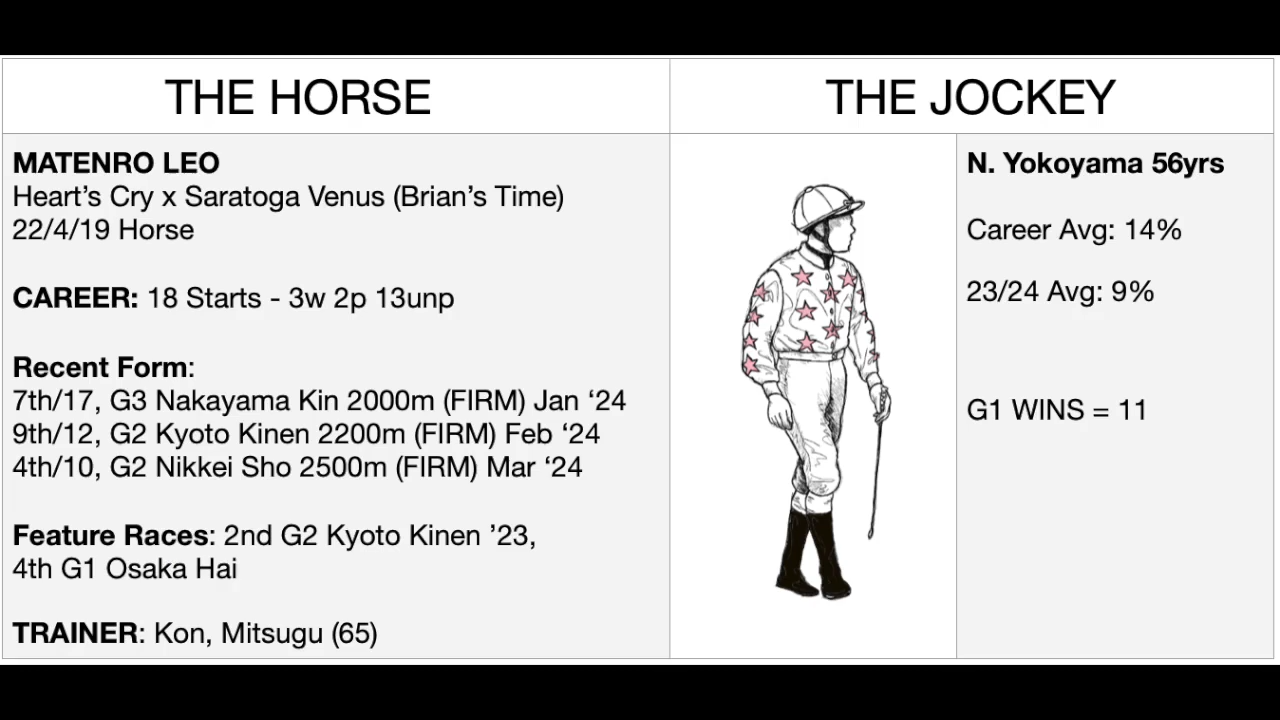 THE HORSE
THE JOCKEY
MATENRO LEO
Heart’s Cry x Saratoga Venus (Brian’s Time)
22/4/19 Horse
CAREER: 18 Starts - 3w 2p 13unp
Recent Form:
7th/17, G3 Nakayama Kin 2000m (FIRM) Jan ‘24
9th/12, G2 Kyoto Kinen 2200m (FIRM) Feb ‘24
4th/10, G2 Nikkei Sho 2500m (FIRM) Mar ‘24
Feature Races: 2nd G2 Kyoto Kinen ’23,
4th G1 Osaka Hai
TRAINER: Kon, Mitsugu (65)
N. Yokoyama 56yrs
Career Avg: 14%
23/24 Avg: 9%
G1 WINS = 11